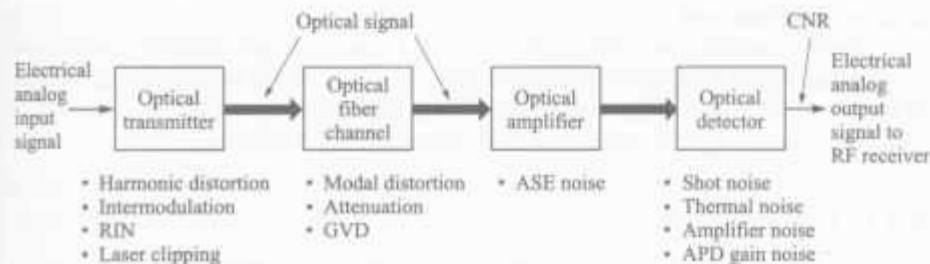 Optical signal
CNR
Electrical
analog
input
signal
Optical
transmitter
Optical
fiber
channel
Optical
amplifier
Optical
detector
Electrical
analog
output
signal to
RF receiver
• Harmonic distortion
• Intermodulation
• RIN
• Laser clipping
• Modal distortion
• Attenuation
• GVD
• ASE noise
• Shot noise
• Thermal noise
• Amplifier noise
• APD gain noise